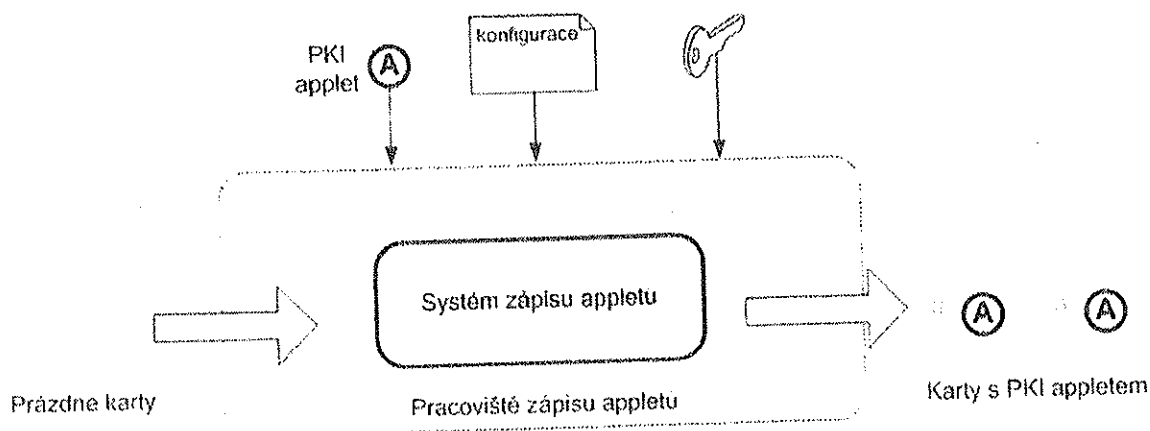 PKI
applet
A
konfigurace
Systém zápisu appletu
A
A
Prázdne karty
Pracoviště zápisu appletu
Karty s PKI appletem